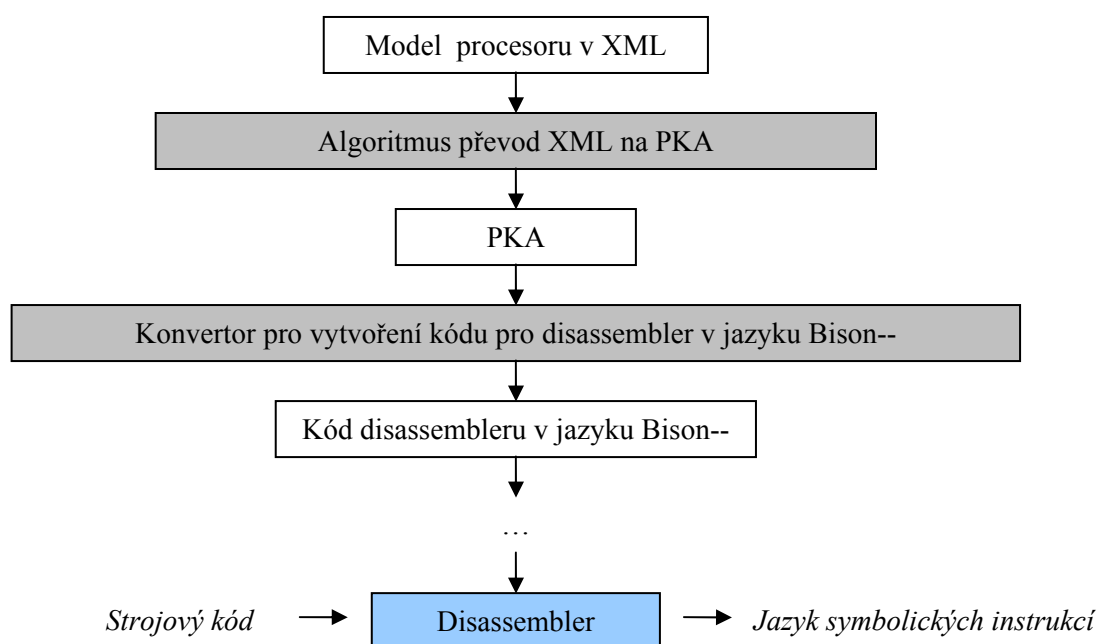 Model procesoru v XML
Algoritmus převod XML na PKA
PKA
Konvertor pro vytvoření kódu pro disassembler v jazyku Bison--
Kód disassembleru v jazyku Bison--
…
Strojový kód Disassembler Jazyk symbolických instrukcí